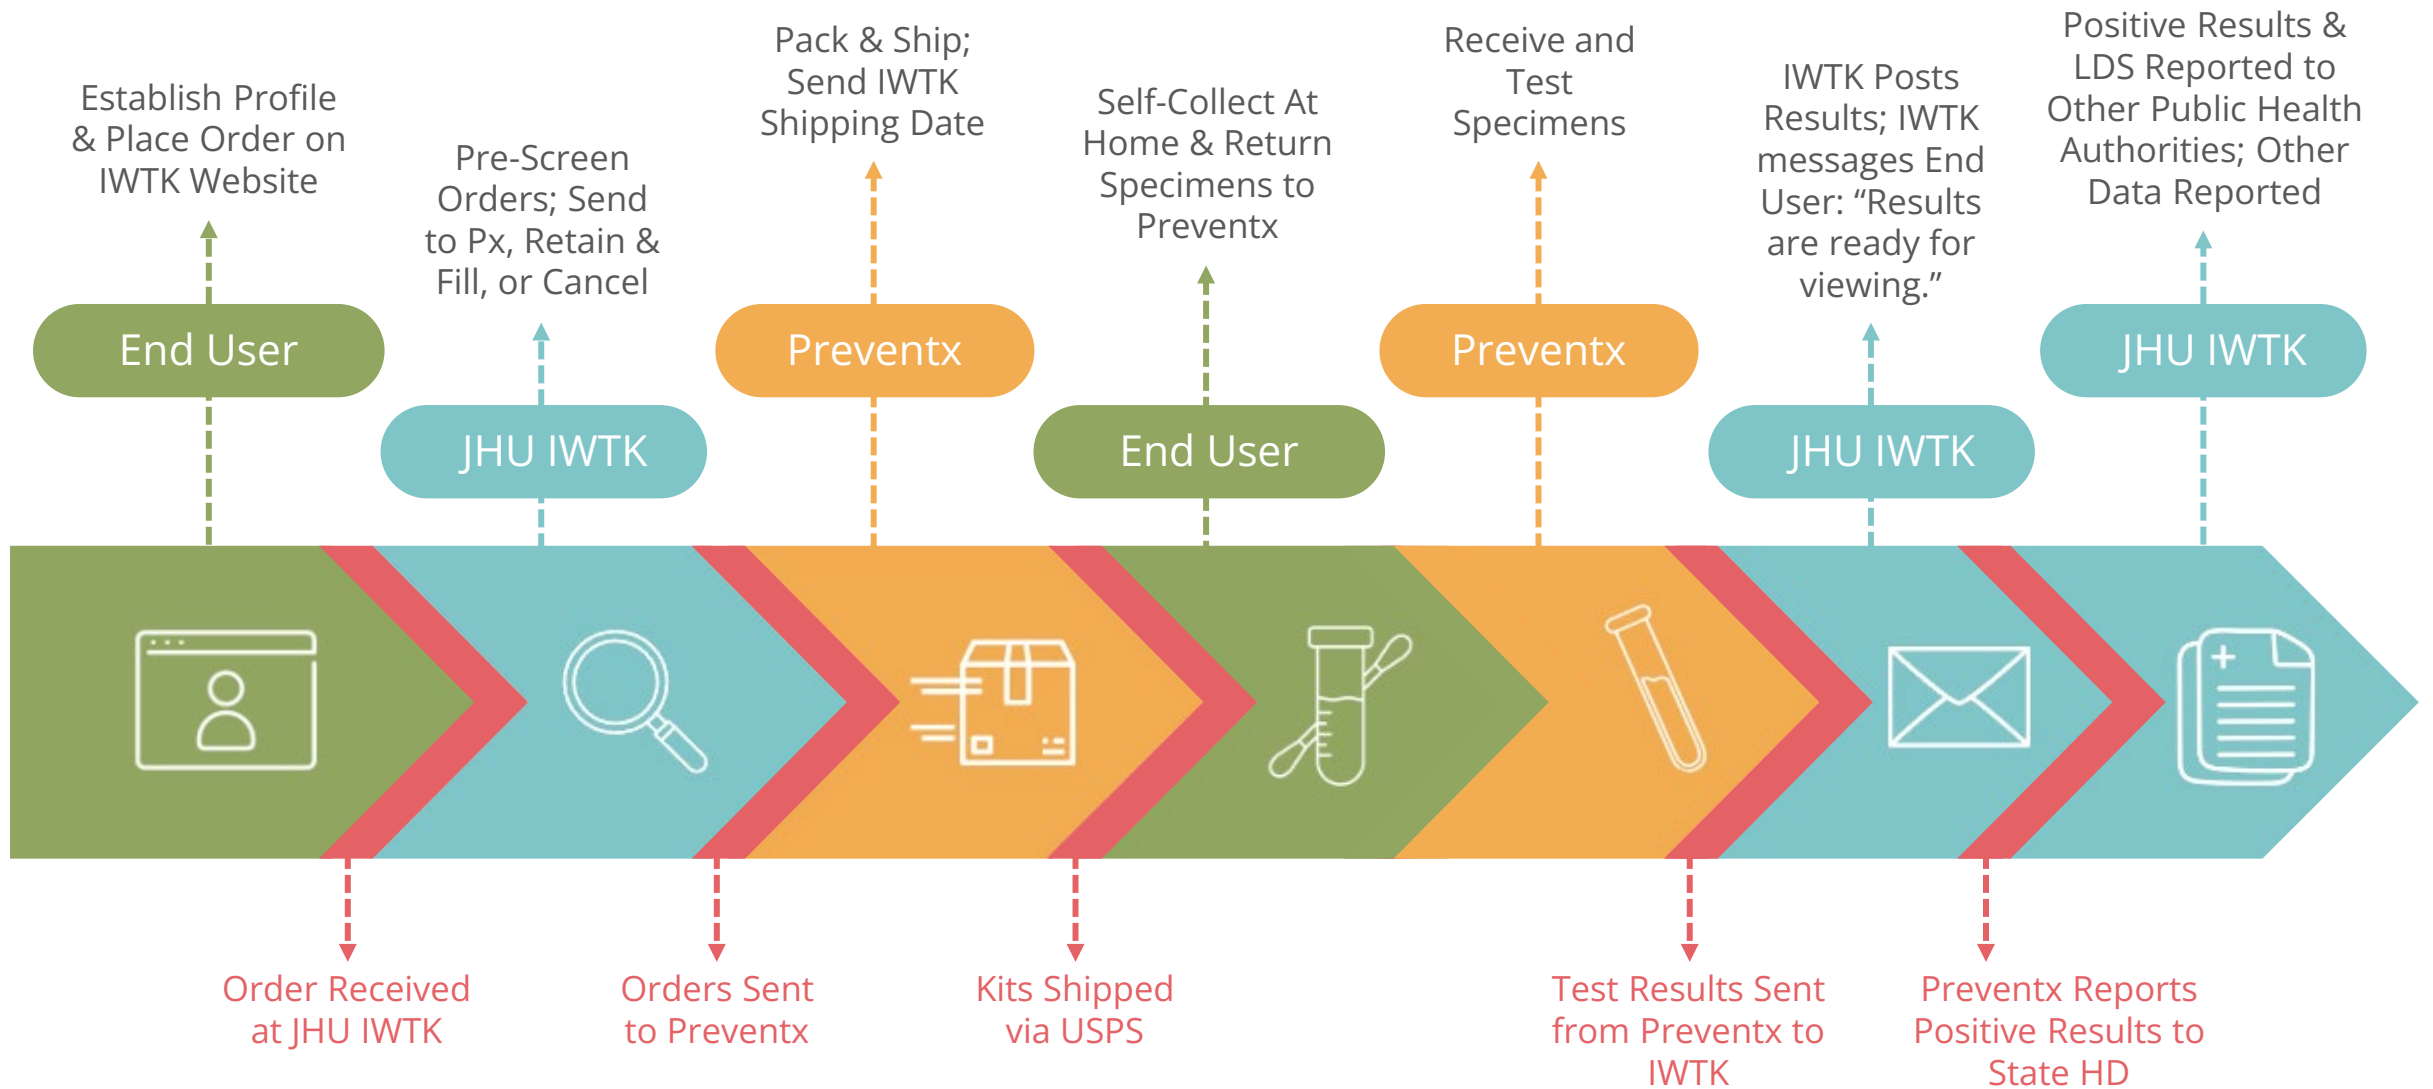 Establish Profile
& Place Order on
IWTK Website
End User
Pre-Screen
Orders; Send
to Px, Retain &
Fill, or Cancel
JHU IWTK
Pack & Ship;
Send IWTK
Shipping Date
Preventx
Self-Collect At
Home & Return
Specimens to
Preventx
End User
Receive and
Test
Specimens
Preventx
IWTK Posts
Results; IWTK
messages End
User: “Results
are ready for
viewing.”
JHU IWTK
Positive Results &
LDS Reported to
Other Public Health
Authorities; Other
Data Reported
JHU IWTK
Order Received
at JHU IWTK
Orders Sent
to Preventx
Kits Shipped
via USPS
Test Results Sent
from Preventx to
IWTK
Preventx Reports
Positive Results to
State HD